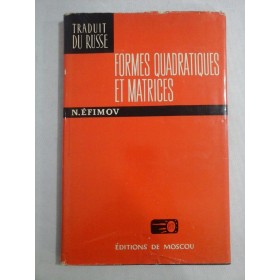 TRADUIT
DU RUSSE
FORMES QUADRATIQUES
ET MATRICES
N.ÉFIMOV
ÉDITIONS DE MOSCOU